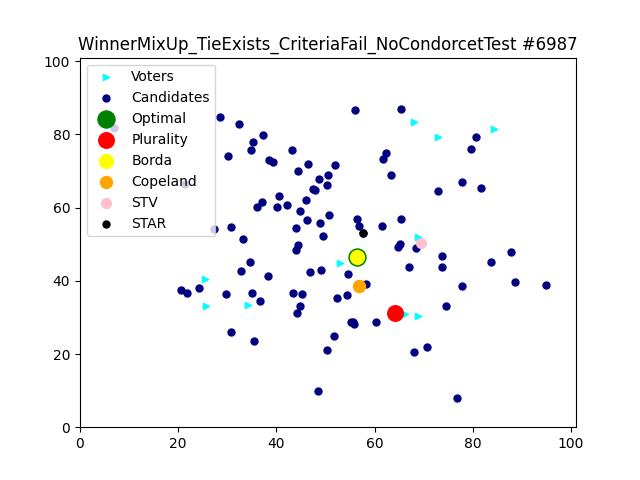 WinnerMixUp_TieExists_CriteriaFail_NoCondorcetTest #6987
100
80
60
40
20
0
Voters
Candidates
Optimal
Plurality
Borda
Copeland
STV
STAR
0 20 40 60 80 100